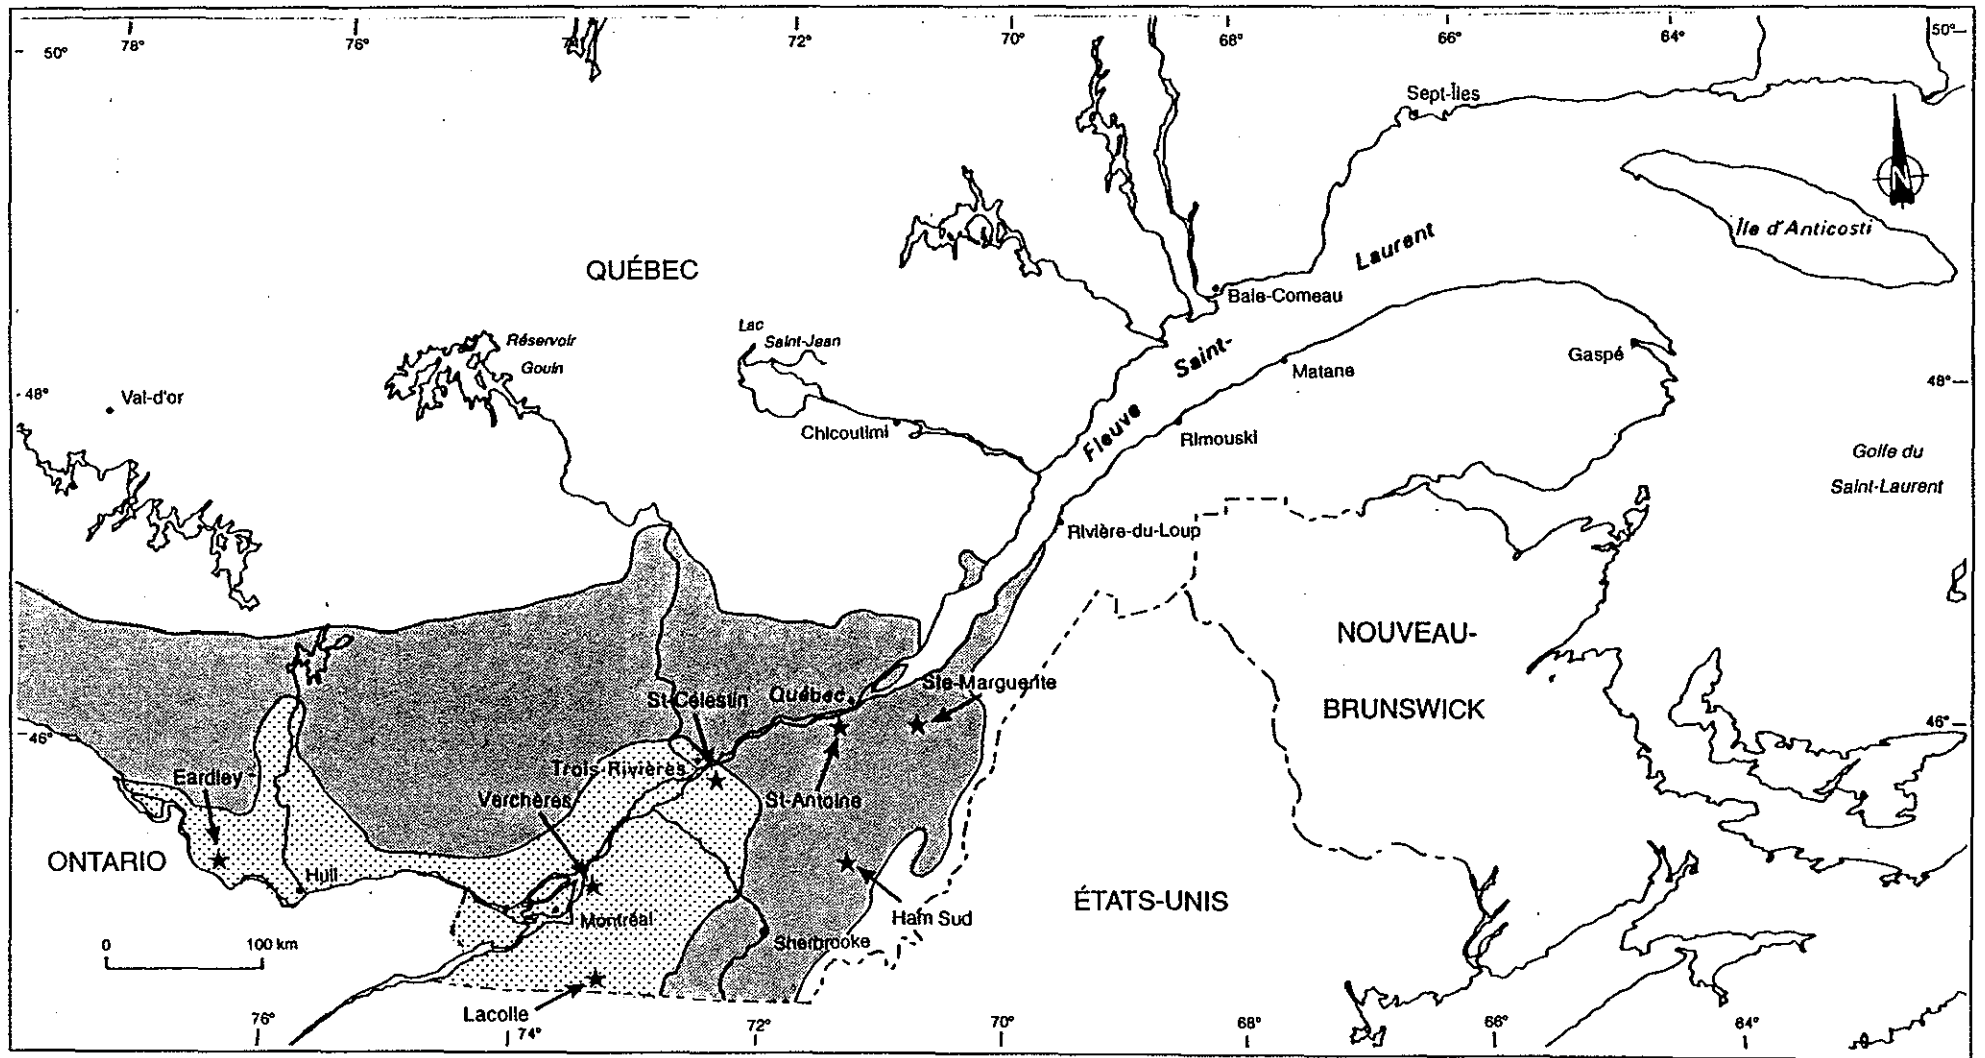 50°
78°
76°
74°
72°
70°
68°
66°
64°
50°
Sept-Îles
N
Île d'Anticosti
Laurent
QUÉBEC
Baie-Comeau
Lac
Saint-Jean
Réservoir
Gouin
Saint-
Gaspé
Matane
48°
48°
Val-d'or
Chicoutimi
Fleuve
Rimouski
Golfe du
Saint-Laurent
Rivière-du-Loup
NOUVEAU-
BRUNSWICK
Ste-Marguerite
Québec
St-Célestin
46°
46°
Eardley
Trois-Rivières
Verchères
St-Antoine
ONTARIO
Hull
Montréal
Ham Sud
ÉTATS-UNIS
Sherbrooke
0 100 km
Lacolle
76°
74°
72°
70°
68°
66°
64°